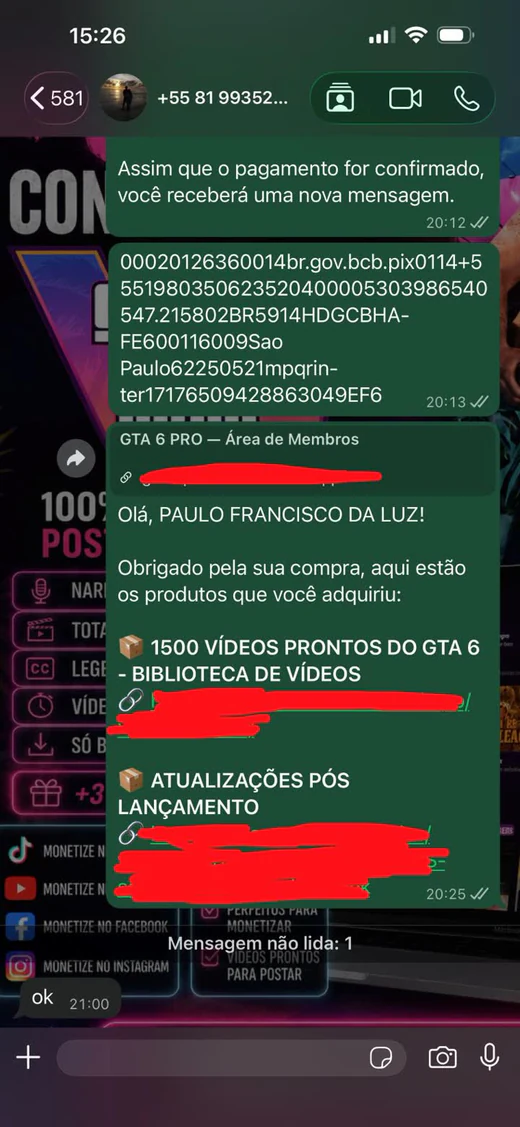 15:26
581
+55 81 99352...
Assim que o pagamento for confirmado,
você receberá uma nova mensagem.
20:12
00020126360014br.gov.bcb.pix0114+5
5519803506235204000053039865​40
547.215802BR5914HDGCBHA-
FE600116009Sao
Paulo62250521mpqrin-
ter17176509428863049EF6
20:13
GTA 6 PRO — Área de Membros
Olá, PAULO FRANCISCO DA LUZ!
Obrigado pela sua compra, aqui estão
os produtos que você adquiriu:
📦 1500 VÍDEOS PRONTOS DO GTA 6
- BIBLIOTECA DE VÍDEOS
📦 ATUALIZAÇÕES PÓS
LANÇAMENTO
20:25
CON
100%
POS
NAR
TOTA
CC LEGE
VÍDE
SÓ B
+3
MONETIZE N
MONETIZE N
MONETIZE NO FACEBOOK
MONETIZE NO INSTAGRAM
PERFEITOS PARA
MONETIZAR
VÍDEOS PRONTOS
PARA POSTAR
Mensagem não lida: 1
ok 21:00